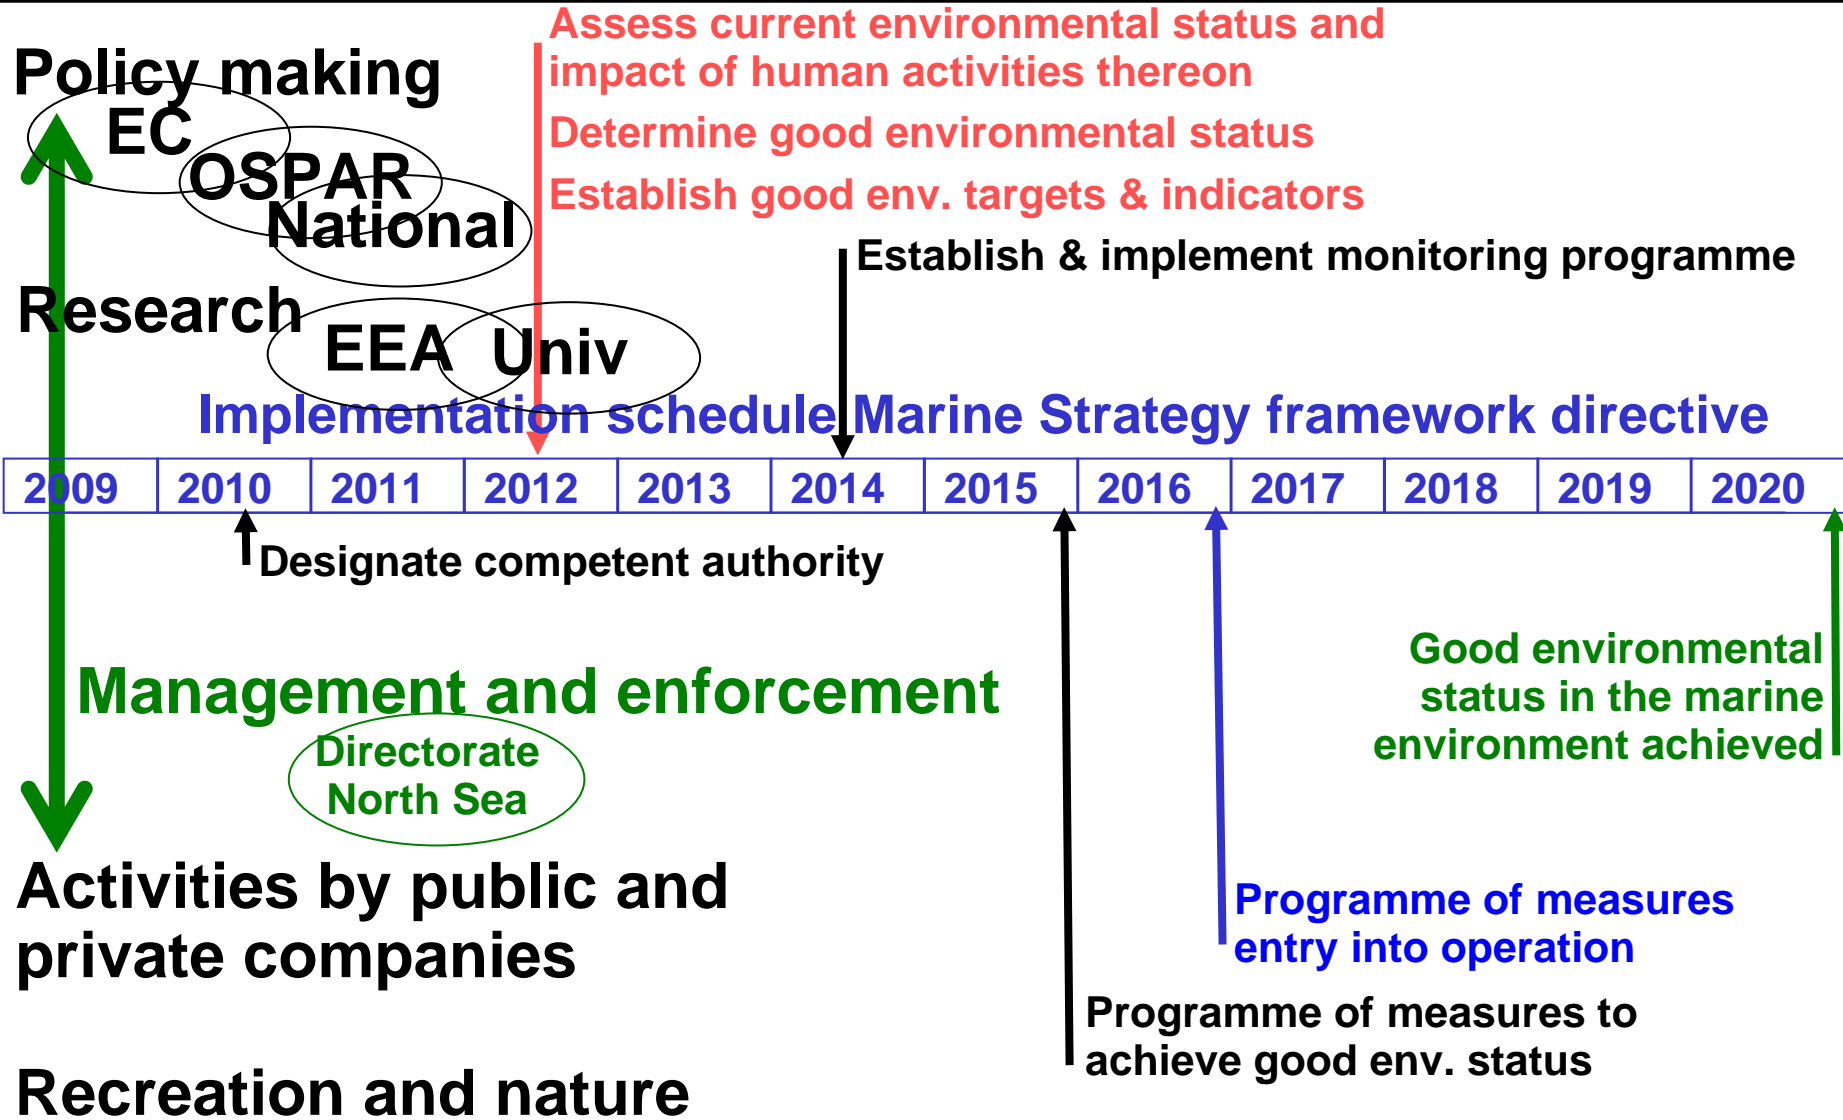 Assess current environmental status and
impact of human activities thereon
Determine good environmental status
Establish good env. targets & indicators
Policy making
EC
OSPAR
National
Establish & implement monitoring programme
Research
EEA
Univ
Implementation schedule Marine Strategy framework directive
2009 2010 2011 2012 2013 2014 2015 2016 2017 2018 2019 2020
Designate competent authority
Management and enforcement
Directorate
North Sea
Good environmental
status in the marine
environment achieved
Activities by public and
private companies
Programme of measures
entry into operation
Programme of measures to
achieve good env. status
Recreation and nature